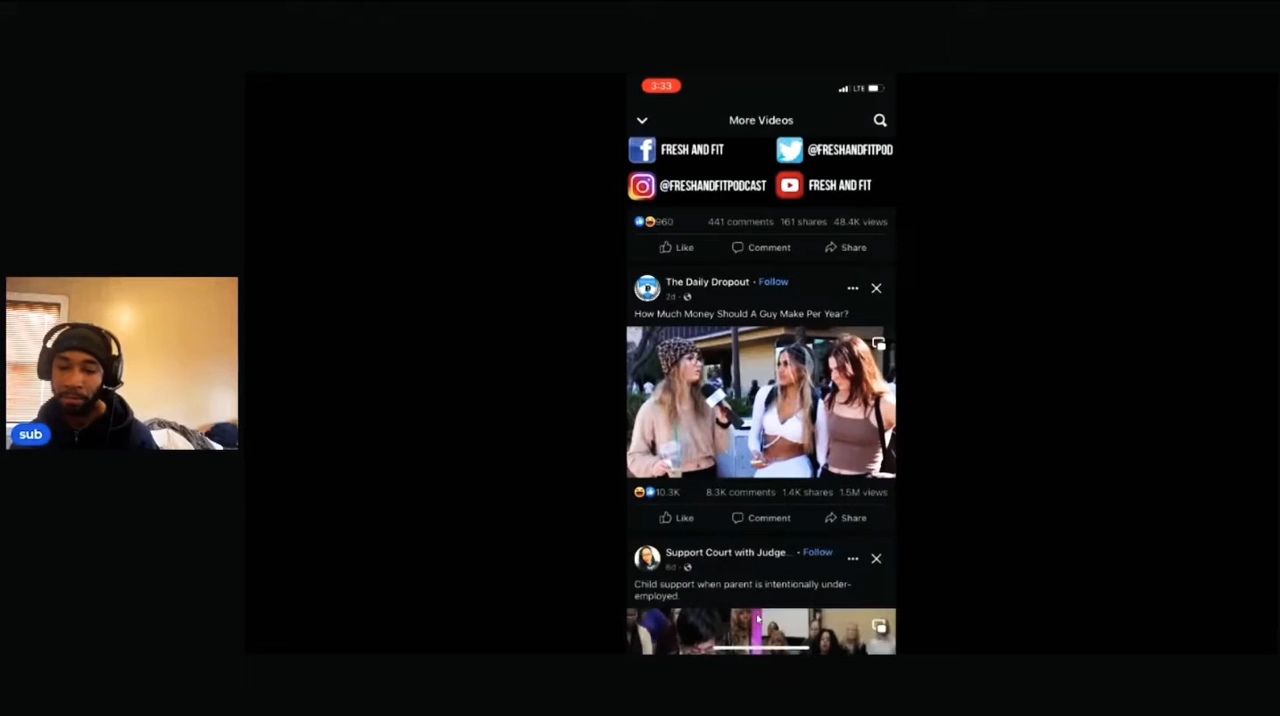 3:33
LTE
More Videos
FRESH AND FIT
@FRESHANDFITPOD
@FRESHANDFITPODCAST
FRESH AND FIT
960
441 comments 161 shares 48.4K views
Like Comment Share
The Daily Dropout · Follow
2d ·
How Much Money Should A Guy Make Per Year?
10.3K
8.3K comments 1.4K shares 1.5M views
Like Comment Share
Support Court with Judge... · Follow
6d ·
Child support when parent is intentionally under-
employed.
sub